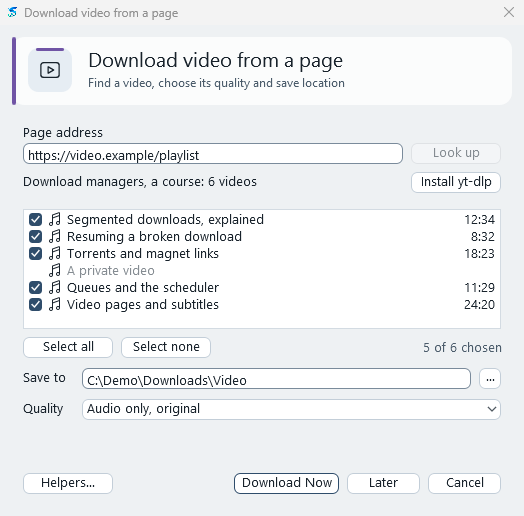 Download video from a page
Download video from a page
Find a video, choose its quality and save location
Page address
https://video.example/playlist
Look up
Download managers, a course: 6 videos
Install yt-dlp
Segmented downloads, explained 12:34
Resuming a broken download 8:32
Torrents and magnet links 18:23
A private video
Queues and the scheduler 11:29
Video pages and subtitles 24:20
Select all Select none 5 of 6 chosen
Save to C:\Demo\Downloads\Video ...
Quality Audio only, original
Helpers... Download Now Later Cancel